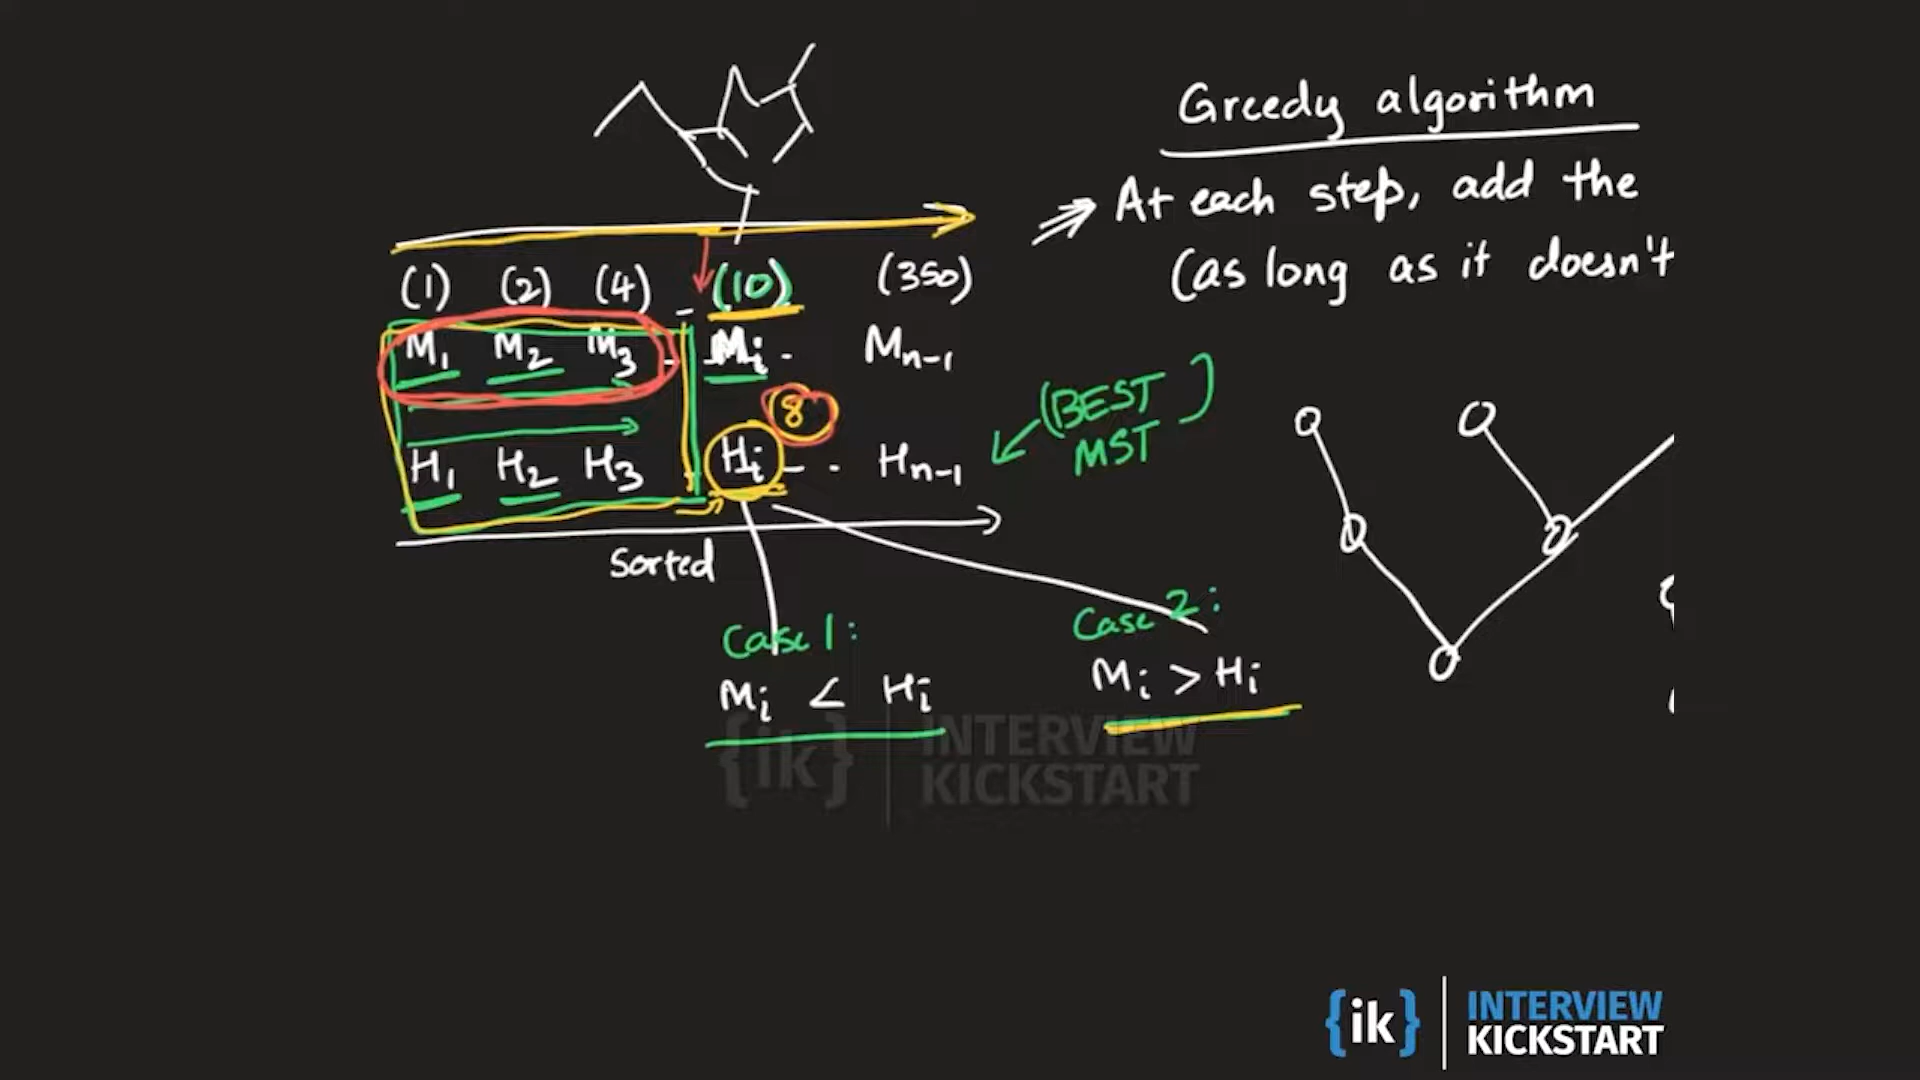 Greedy algorithm
At each step, add the
(as long as it doesn't
(1) (2) (4) (10) (350)
M1 M2 M3 - - Mi - Mn-1
8
(BEST MST)
H1 H2 H3 Hi - - Hn-1
Sorted
Case 1:
Mi < Hi
Case 2:
Mi > Hi
{ik} INTERVIEW KICKSTART
{ik} INTERVIEW
KICKSTART